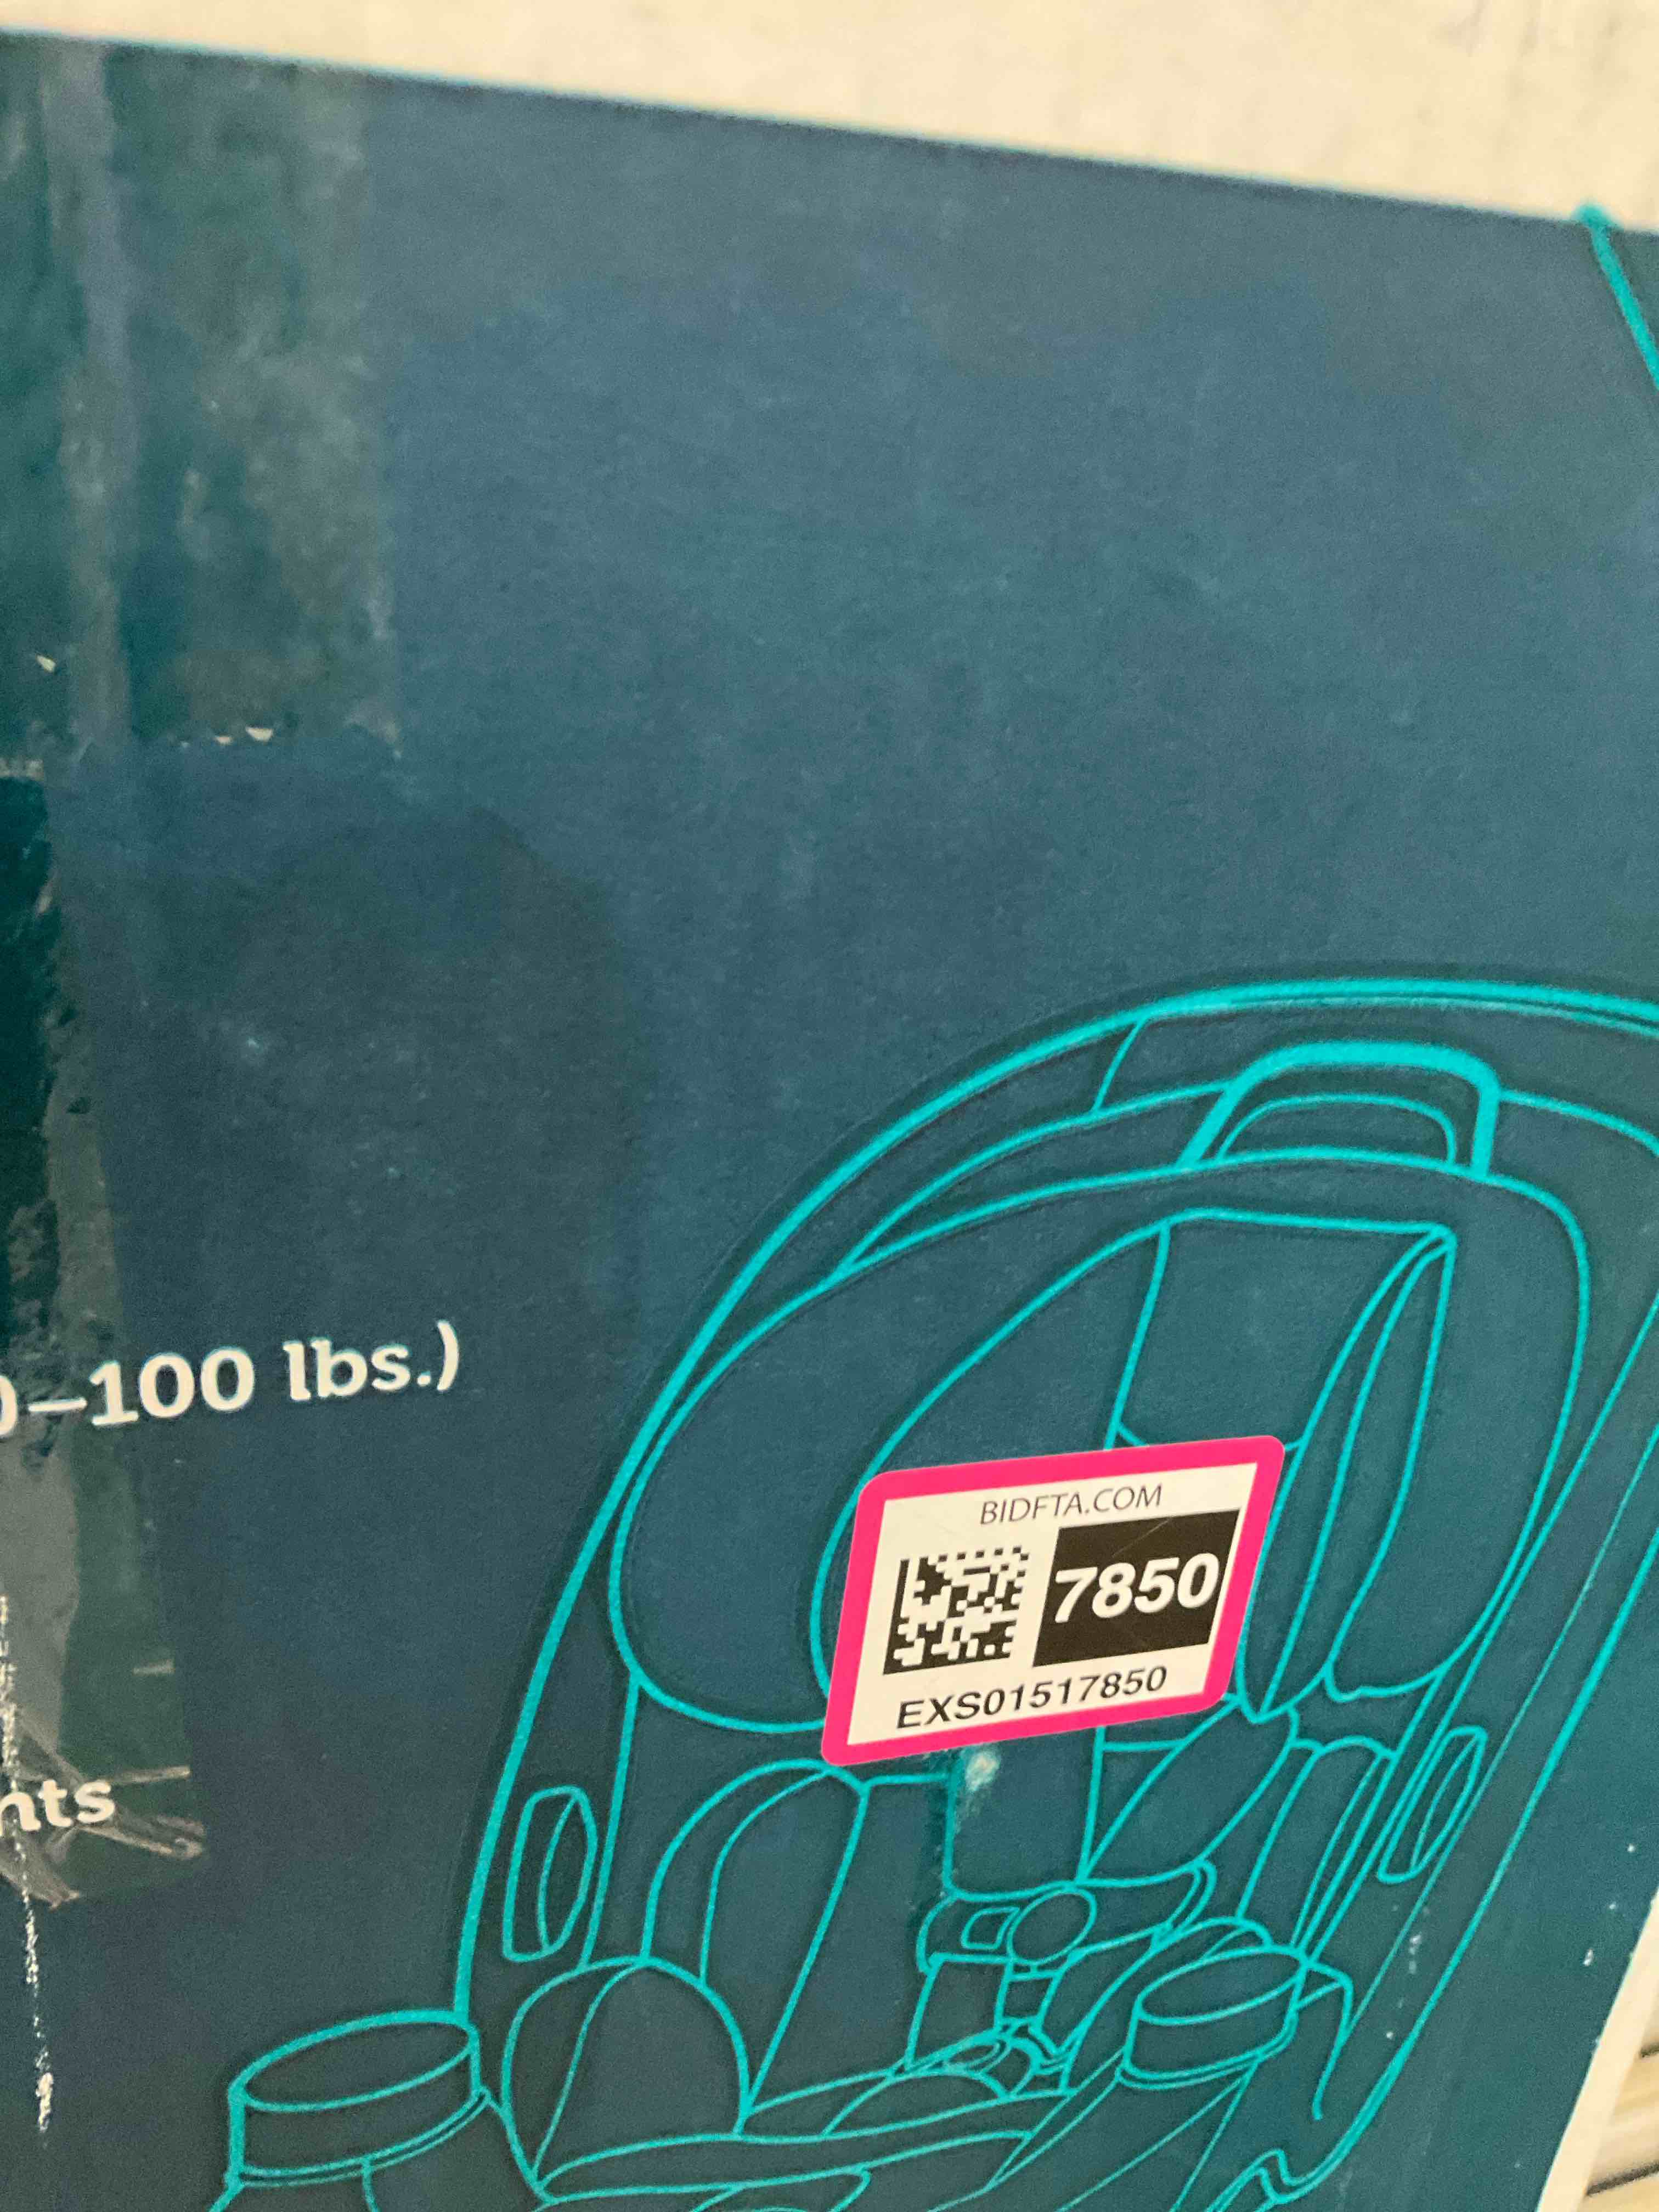 –100 lbs.)
BIDFTA.COM
7850
EXS01517850
nts